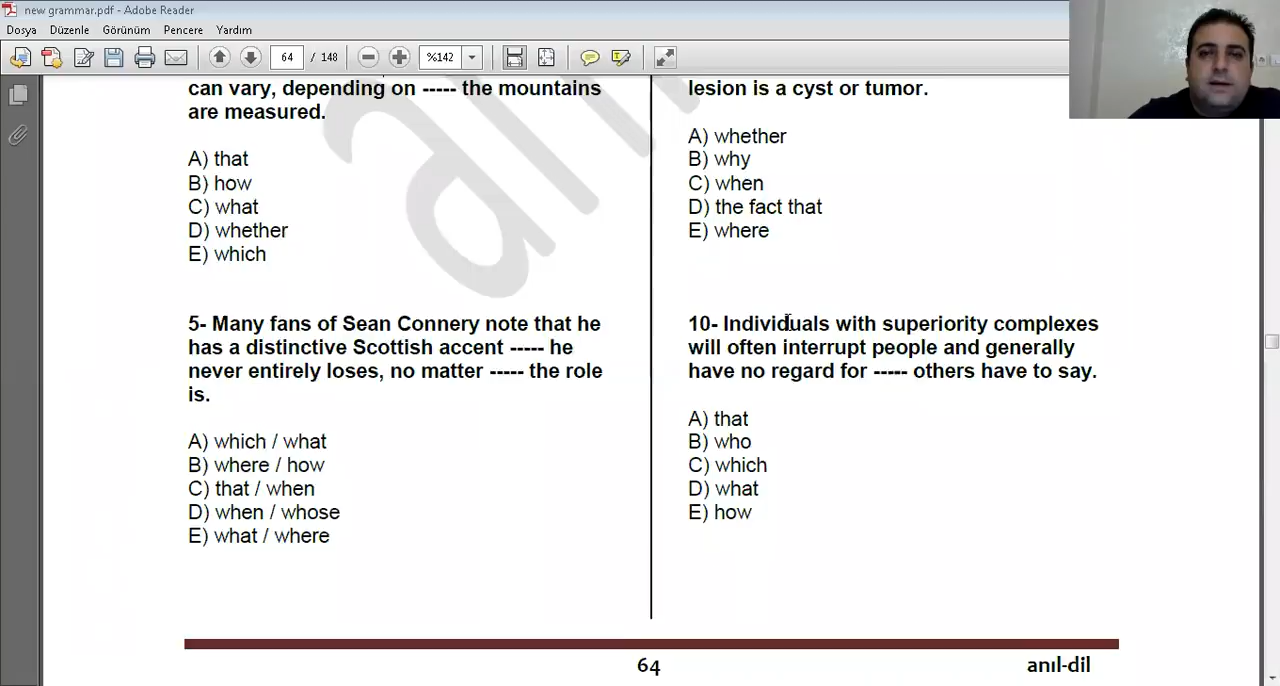 new grammar.pdf - Adobe Reader
Dosya Düzenle Görünüm Pencere Yardım
64 / 148 %142
can vary, depending on ----- the mountains
are measured.
A) that
B) how
C) what
D) whether
E) which
5- Many fans of Sean Connery note that he
has a distinctive Scottish accent ----- he
never entirely loses, no matter ----- the role
is.
A) which / what
B) where / how
C) that / when
D) when / whose
E) what / where
lesion is a cyst or tumor.
A) whether
B) why
C) when
D) the fact that
E) where
10- Individuals with superiority complexes
will often interrupt people and generally
have no regard for ----- others have to say.
A) that
B) who
C) which
D) what
E) how
64
anıl-dil